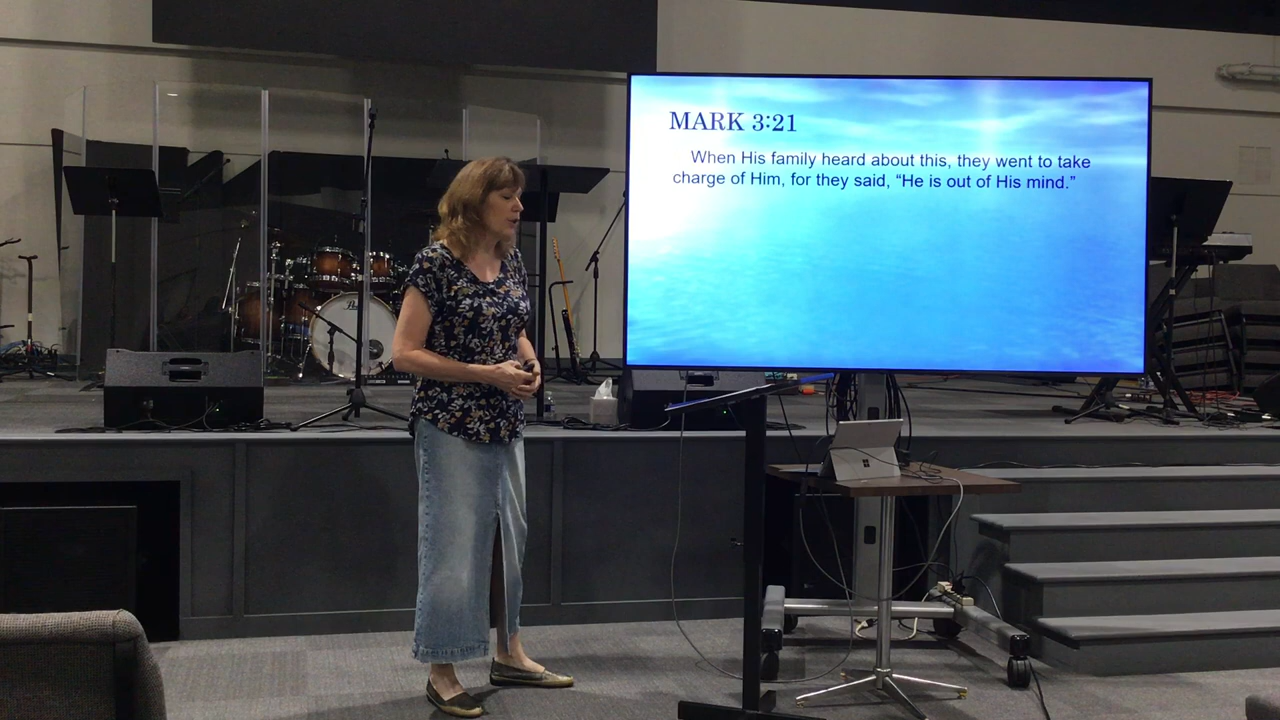 MARK 3:21
When His family heard about this, they went to take
charge of Him, for they said, “He is out of His mind.”